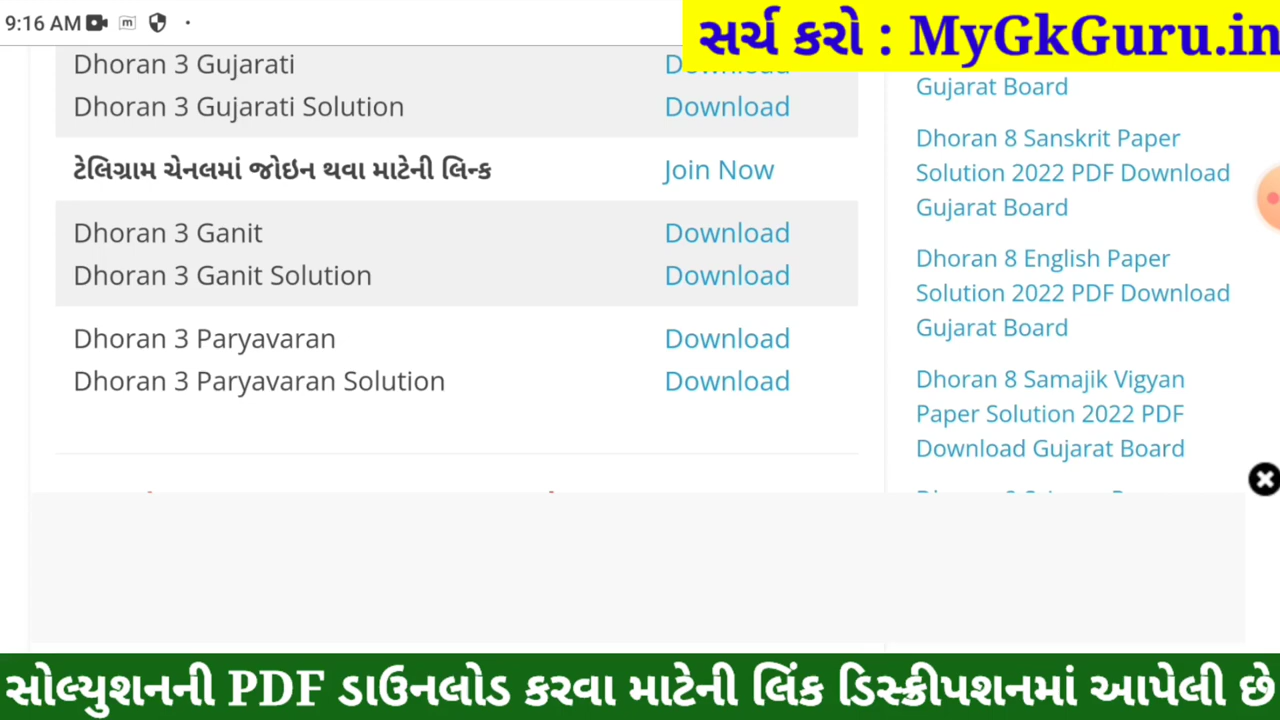 9:16 AM
સર્ચ કરો : MyGkGuru.in
Dhoran 3 Gujarati Download
Dhoran 3 Gujarati Solution Download
ટેલિગ્રામ ચેનલમાં જોઇન થવા માટેની લિન્ક Join Now
Dhoran 3 Ganit Download
Dhoran 3 Ganit Solution Download
Dhoran 3 Paryavaran Download
Dhoran 3 Paryavaran Solution Download
Gujarat Board
Dhoran 8 Sanskrit Paper
Solution 2022 PDF Download
Gujarat Board
Dhoran 8 English Paper
Solution 2022 PDF Download
Gujarat Board
Dhoran 8 Samajik Vigyan
Paper Solution 2022 PDF
Download Gujarat Board
સોલ્યુશનની PDF ડાઉનલોડ કરવા માટેની લિંક ડિસ્ક્રીપશનમાં આપેલી છે